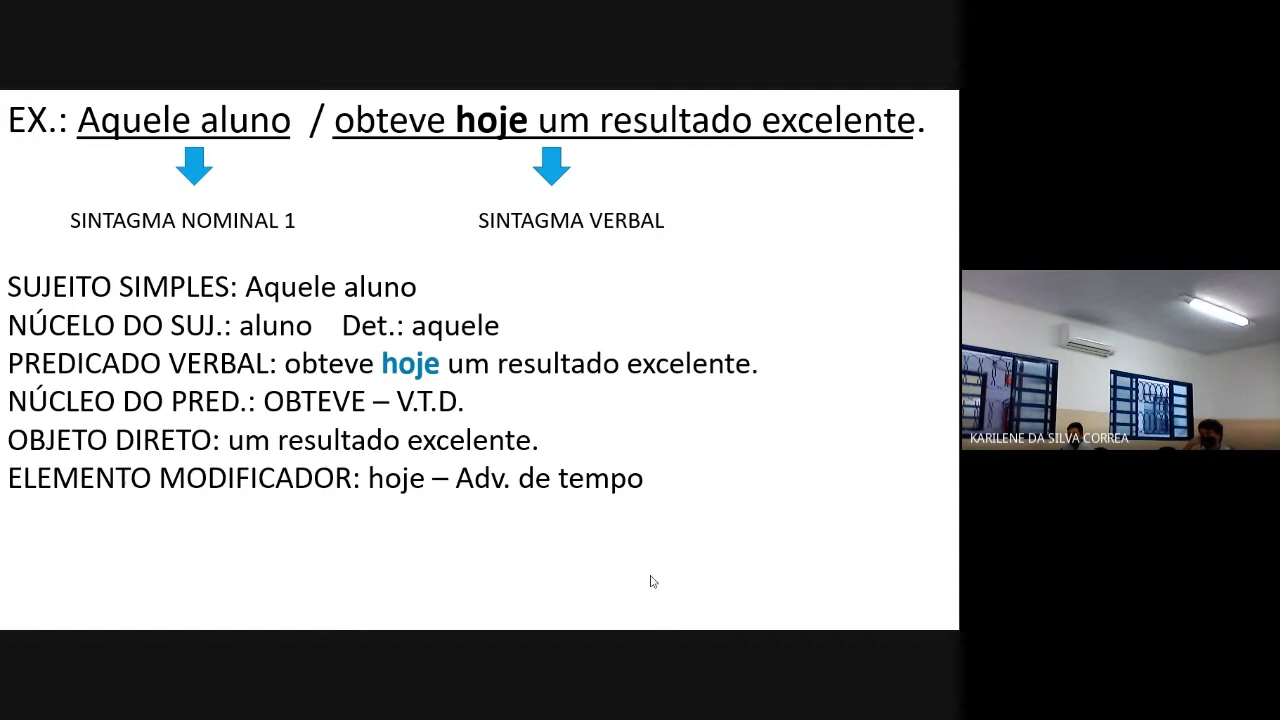 EX.: Aquele aluno / obteve hoje um resultado excelente.
SINTAGMA NOMINAL 1 SINTAGMA VERBAL
SUJEITO SIMPLES: Aquele aluno
NÚCELO DO SUJ.: aluno Det.: aquele
PREDICADO VERBAL: obteve hoje um resultado excelente.
NÚCLEO DO PRED.: OBTEVE – V.T.D.
OBJETO DIRETO: um resultado excelente.
ELEMENTO MODIFICADOR: hoje – Adv. de tempo
KARILENE DA SILVA CORREA